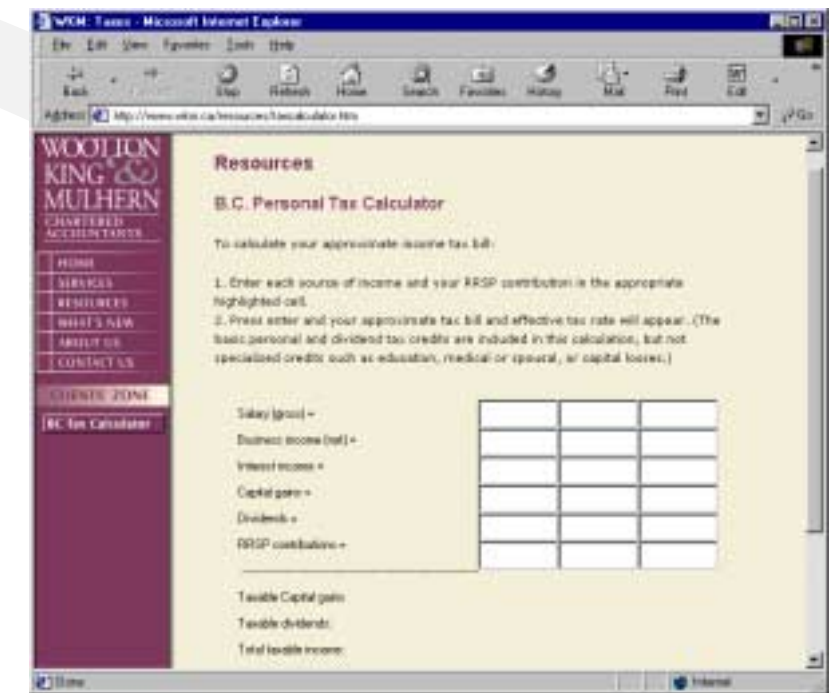 WKM: Taxes - Microsoft Internet Explorer
File Edit View Favorites Tools Help
Back Stop Refresh Home Search Favorites History Mail Print Edit
Address Go
WOOTTON
KING &
MULHERN
CHARTERED
ACCOUNTANTS
HOME
SERVICES
RESOURCES
WHAT'S NEW
ABOUT US
CONTACT US
CLIENTS ZONE
BC Tax Calculator
Resources
B.C. Personal Tax Calculator
To calculate your approximate income tax bill:
1. Enter each source of income and your RRSP contribution in the appropriate
highlighted cell.
2. Press enter and your approximate tax bill and effective tax rate will appear. (The
basic personal and dividend tax credits are included in this calculation, but not
specialized credits such as education, medical or spousal, or capital losses.)
Salary (gross) =
Business income (net) =
Interest income =
Capital gains =
Dividends =
RRSP contributions =
Taxable Capital gains:
Taxable dividends:
Total taxable income:
Done Internet